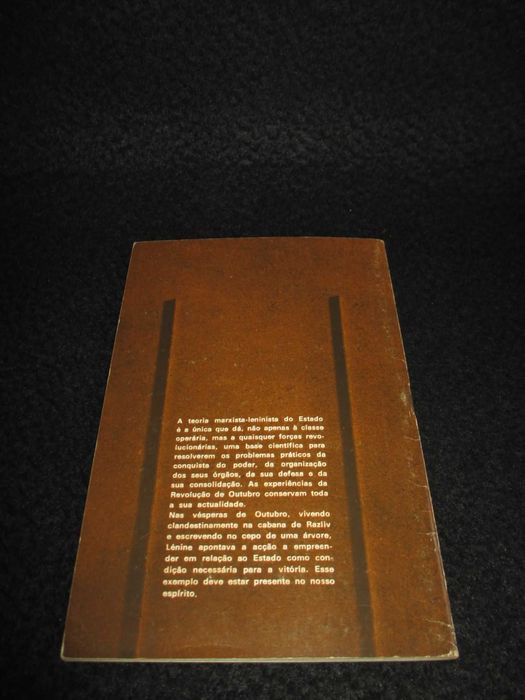 A teoria marxista-leninista do Estado
é a única que dá, não apenas à classe
operária, mas a quaisquer forças revo-
lucionárias, uma base científica para
resolverem os problemas práticos da
conquista do poder, da organização
dos seus órgãos, da sua defesa e da
sua consolidação. As experiências da
Revolução de Outubro conservam toda
a sua actualidade.
Nas vésperas de Outubro, vivendo
clandestinamente na cabana de Razliv
e escrevendo no cepo de uma árvore,
Lénine apontava a acção a empreen-
der em relação ao Estado como con-
dição necessária para a vitória. Esse
exemplo deve estar presente no nosso
espírito.